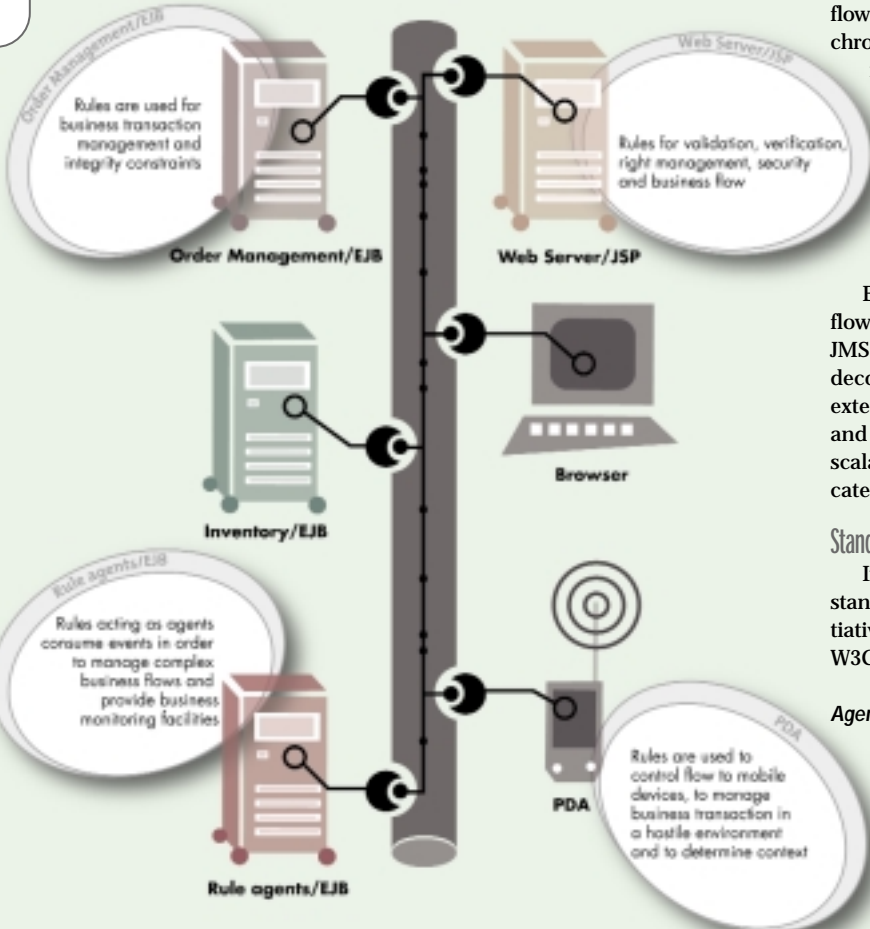 Order Management/EJB
Rules are used for
business transaction
management and
integrity constraints
Order Management/EJB
Web Server/JSP
Rules for validation, verification,
right management, security
and business flow
Web Server/JSP
Browser
Inventory/EJB
Rule agents/EJB
Rules acting as agents
consume events in order
to manage complex
business flows and
provide business
monitoring facilities
Rule agents/EJB
PDA
PDA
Rules are used to
control flow to mobile
devices, to manage
business transaction in
a hostile environment
and to determine context
flow
chro
E
flow
JMS
deco
exte
and
scala
cate
Stand
I
stan
tiativ
W3C
Agen